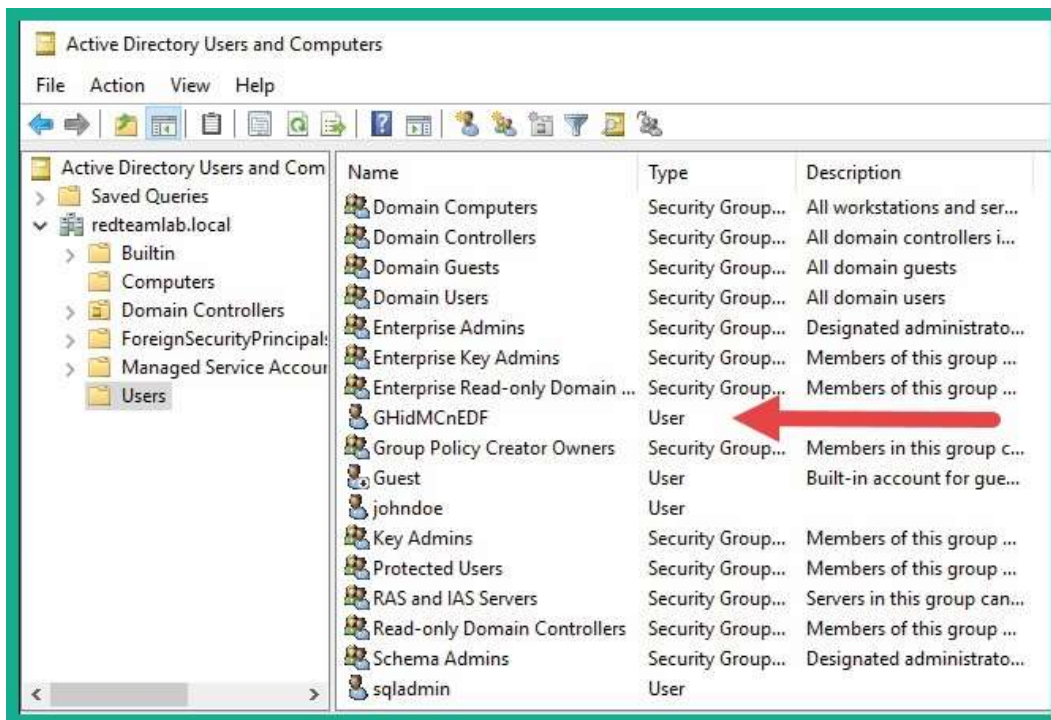 Active Directory Users and Computers
File Action View Help
Active Directory Users and Com
Saved Queries
redteamlab.local
Builtin
Computers
Domain Controllers
ForeignSecurityPrincipals
Managed Service Accour
Users
Name Type Description
Domain Computers Security Group... All workstations and ser...
Domain Controllers Security Group... All domain controllers i...
Domain Guests Security Group... All domain guests
Domain Users Security Group... All domain users
Enterprise Admins Security Group... Designated administrato...
Enterprise Key Admins Security Group... Members of this group ...
Enterprise Read-only Domain ... Security Group... Members of this group ...
GHidMCnEDF User
Group Policy Creator Owners Security Group... Members in this group c...
Guest User Built-in account for gue...
johndoe User
Key Admins Security Group... Members of this group ...
Protected Users Security Group... Members of this group ...
RAS and IAS Servers Security Group... Servers in this group can...
Read-only Domain Controllers Security Group... Members of this group ...
Schema Admins Security Group... Designated administrato...
sqladmin User